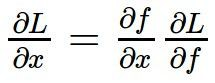 ∂L/∂x = ∂f/∂x ∂L/∂f